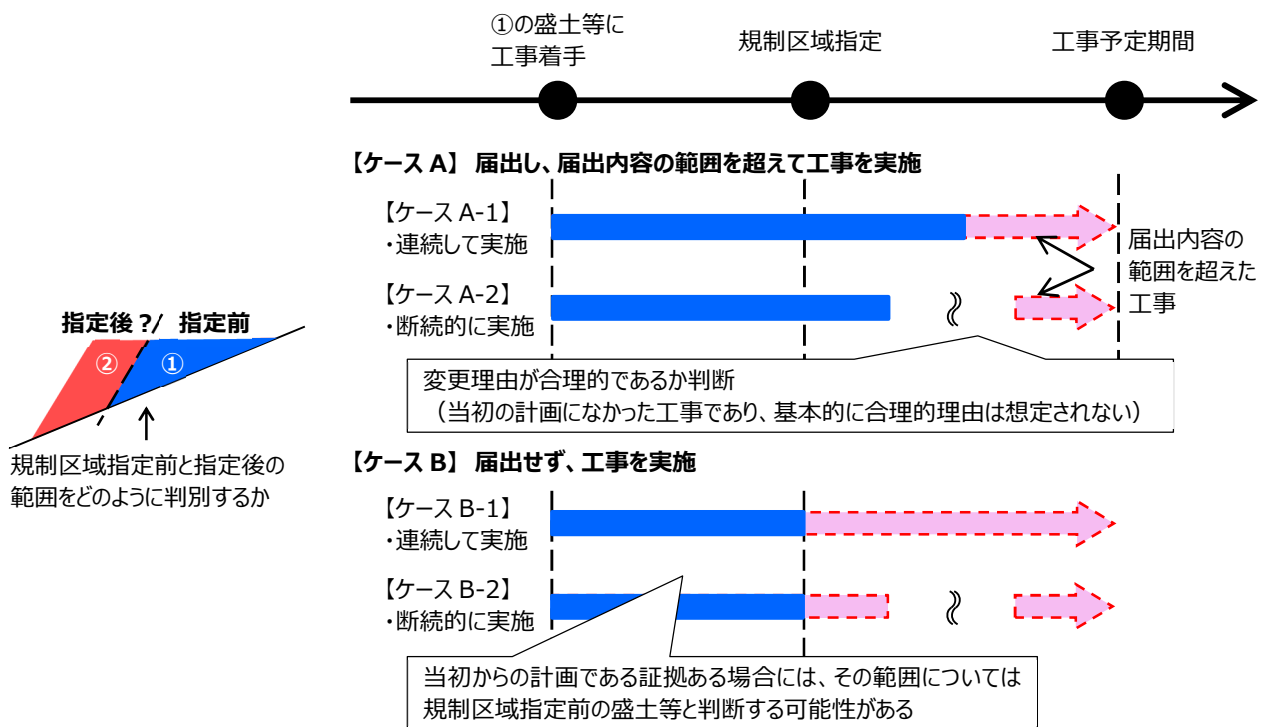 ①の盛土等に
工事着手
規制区域指定
工事予定期間
【ケース A】 届出し、届出内容の範囲を超えて工事を実施
【ケース A-1】
・連続して実施
【ケース A-2】
・断続的に実施
届出内容の
範囲を超えた
工事
変更理由が合理的であるか判断
（当初の計画になかった工事であり、基本的に合理的理由は想定されない）
指定後？/ 指定前
② ①
規制区域指定前と指定後の
範囲をどのように判別するか
【ケース B】 届出せず、工事を実施
【ケース B-1】
・連続して実施
【ケース B-2】
・断続的に実施
当初からの計画である証拠ある場合には、その範囲については
規制区域指定前の盛土等と判断する可能性がある